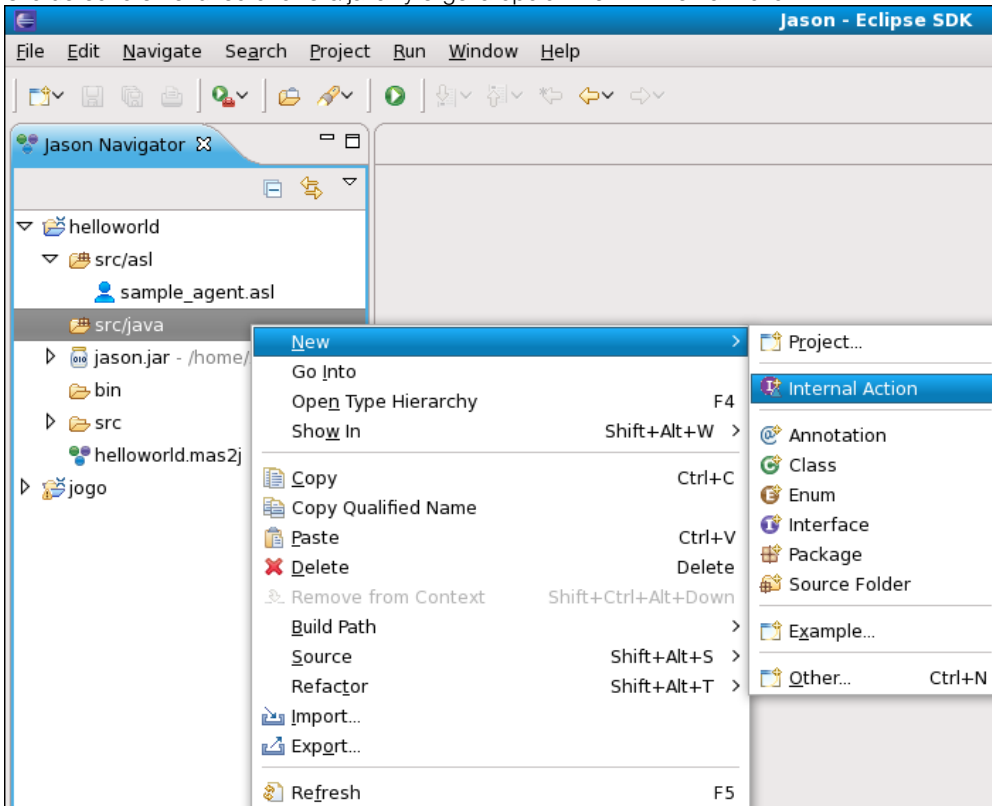 Jason - Eclipse SDK
File Edit Navigate Search Project Run Window Help
Jason Navigator
helloworld
src/asl
sample_agent.asl
src/java
jason.jar - /home/
bin
src
helloworld.mas2j
jogo
New
Go Into
Open Type Hierarchy F4
Show In Shift+Alt+W
Copy Ctrl+C
Copy Qualified Name
Paste Ctrl+V
Delete Delete
Remove from Context Shift+Ctrl+Alt+Down
Build Path
Source Shift+Alt+S
Refactor Shift+Alt+T
Import...
Export...
Refresh F5
Project...
Internal Action
Annotation
Class
Enum
Interface
Package
Source Folder
Example...
Other... Ctrl+N